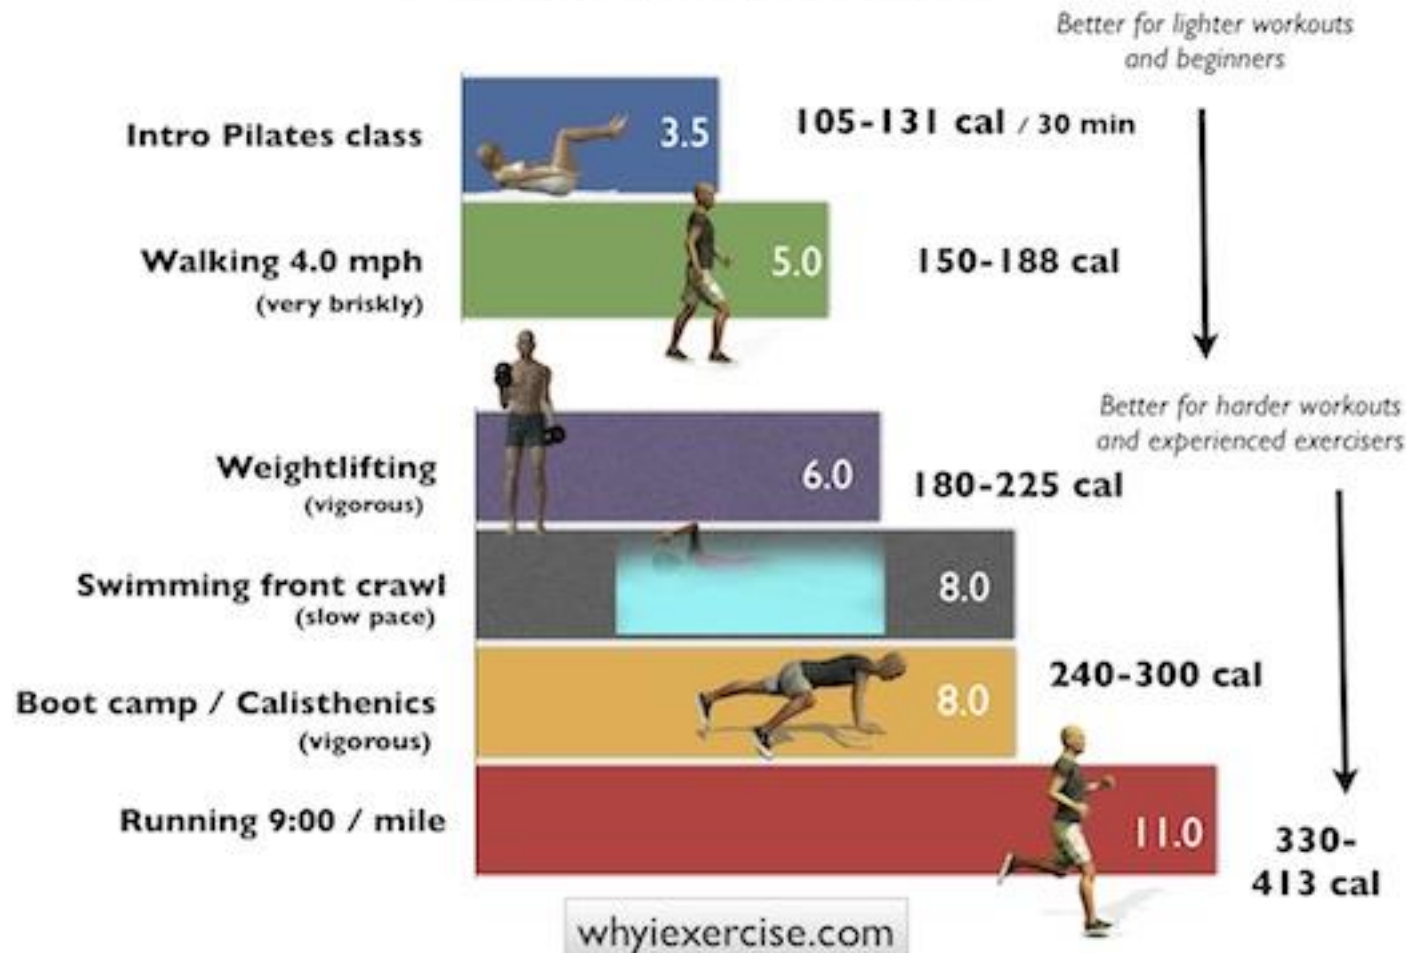 Better for lighter workouts
and beginners
Intro Pilates class
3.5
105-131 cal / 30 min
Walking 4.0 mph
(very briskly)
5.0
150-188 cal
Better for harder workouts
and experienced exercisers
Weightlifting
(vigorous)
6.0
180-225 cal
Swimming front crawl
(slow pace)
8.0
Boot camp / Calisthenics
(vigorous)
8.0
240-300 cal
Running 9:00 / mile
11.0
330-
413 cal
whyiexercise.com